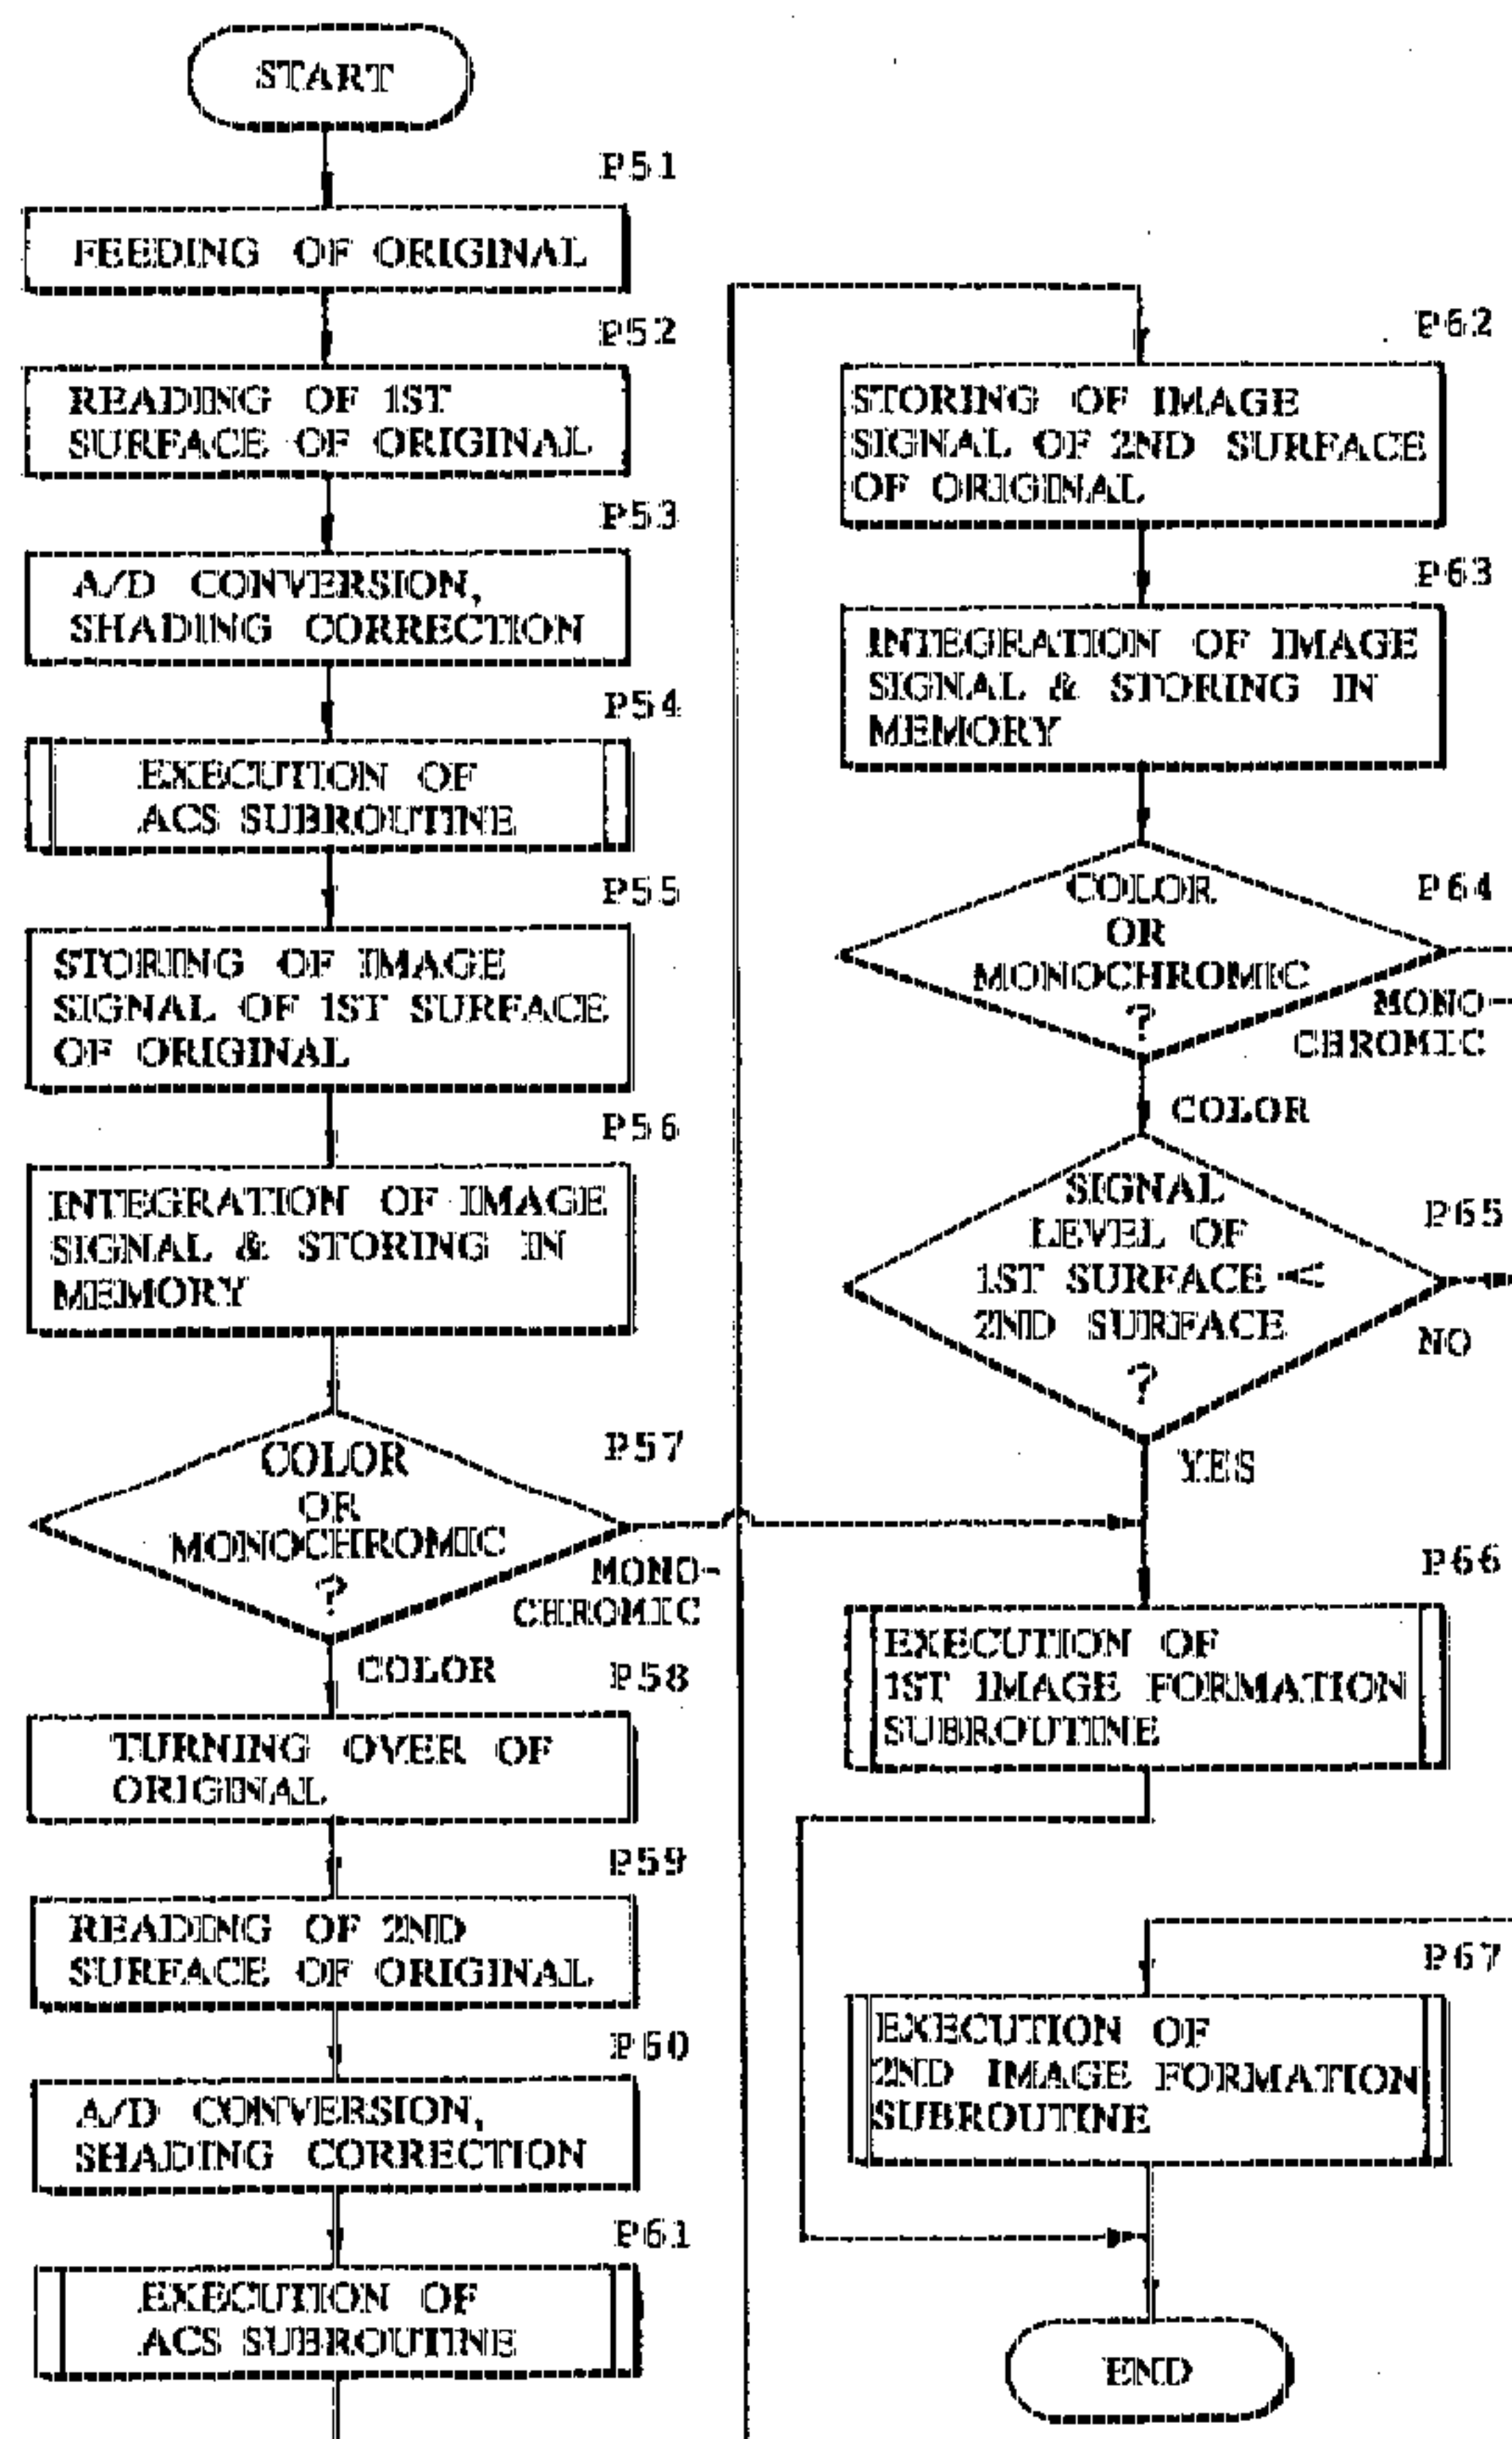 START
P51
FEEDING OF ORIGINAL
P52
READING OF 1ST
SURFACE OF ORIGINAL
P53
A/D CONVERSION,
SHADING CORRECTION
P54
EXECUTION OF
ACS SUBROUTINE
P55
STORING OF IMAGE
SIGNAL OF 1ST SURFACE
OF ORIGINAL
P56
INTEGRATION OF IMAGE
SIGNAL & STORING IN
MEMORY
P57
COLOR
OR
MONOCHROMIC
?
MONO-
CHROMIC
COLOR
P58
TURNING OVER OF
ORIGINAL
P59
READING OF 2ND
SURFACE OF ORIGINAL
P60
A/D CONVERSION,
SHADING CORRECTION
P61
EXECUTION OF
ACS SUBROUTINE
P62
STORING OF IMAGE
SIGNAL OF 2ND SURFACE
OF ORIGINAL
P63
INTEGRATION OF IMAGE
SIGNAL & STORING IN
MEMORY
P64
COLOR
OR
MONOCHROMIC
?
MONO-
CHROMIC
COLOR
P65
SIGNAL
LEVEL OF
1ST SURFACE <
2ND SURFACE
?
NO
YES
P66
EXECUTION OF
1ST IMAGE FORMATION
SUBROUTINE
P67
EXECUTION OF
2ND IMAGE FORMATION
SUBROUTINE
END